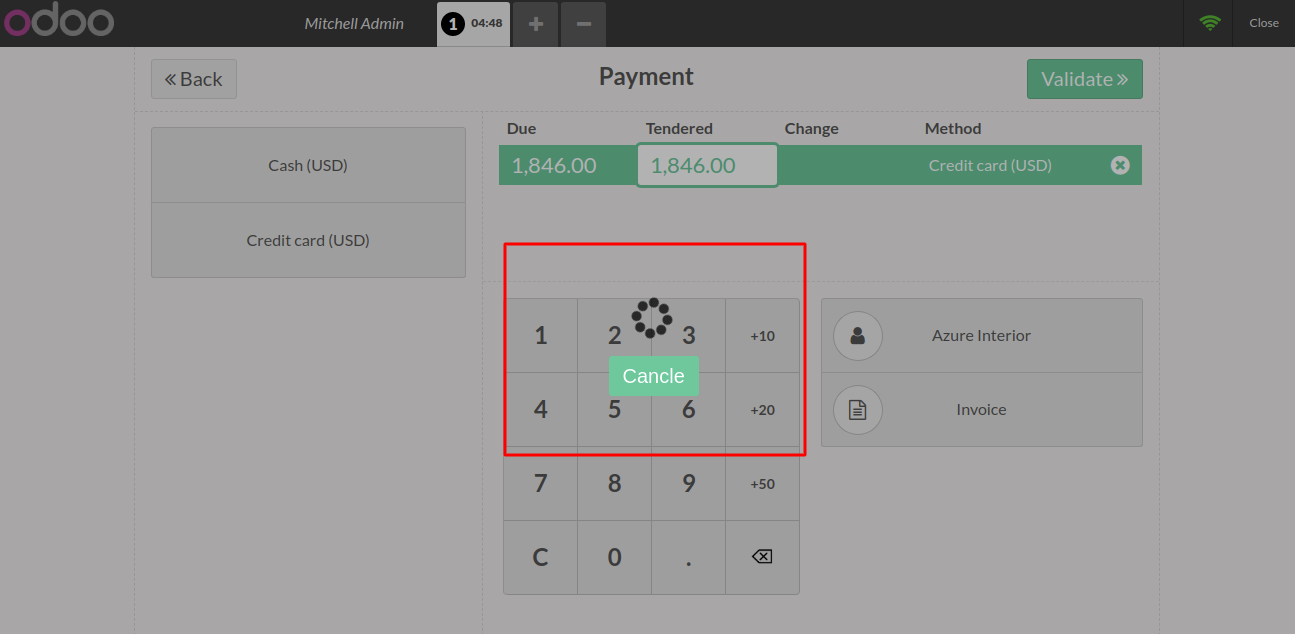 odoo
Mitchell Admin
1 04:48
Close
Back
Payment
Validate
Due Tendered Change Method
1,846.00 1,846.00 Credit card (USD)
Cash (USD)
Credit card (USD)
1 2 3 +10
Cancle
4 5 6 +20
7 8 9 +50
C 0 .
Azure Interior
Invoice